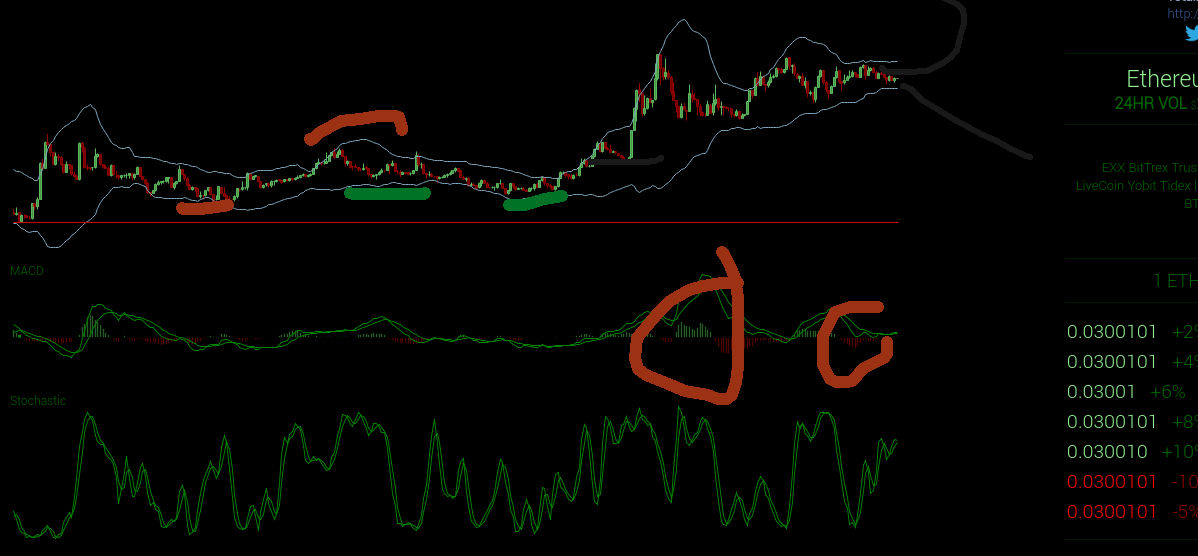 http:/
Ethereu
24HR VOL
EXX BitTrex Trus
LiveCoin Yobit Tidex
BT
MACD
1 ETH
0.0300101 +2%
0.0300101 +4%
0.03001 +6%
0.0300101 +8%
0.030010 +10%
0.0300101 -10
0.0300101 -5%
Stochastic